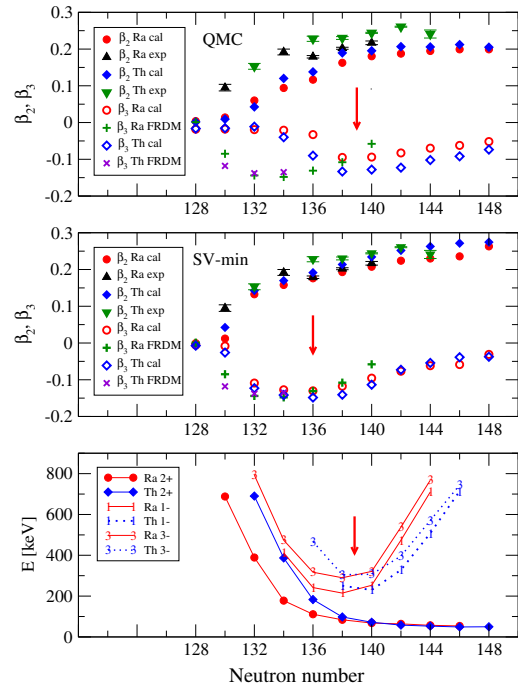 0.3
QMC
0.2
0.1
0
-0.1
-0.2
β2, β3
β2 Ra cal
β2 Ra exp
β2 Th cal
β2 Th exp
β3 Ra cal
β3 Ra FRDM
β3 Th cal
β3 Th FRDM
128 132 136 140 144 148
0.3
SV-min
0.2
0.1
0
-0.1
-0.2
β2, β3
β2 Ra cal
β2 Ra exp
β2 Th cal
β2 Th exp
β3 Ra cal
β3 Ra FRDM
β3 Th cal
β3 Th FRDM
128 132 136 140 144 148
800
600
400
200
0
E [keV]
Ra 2+
Th 2+
Ra 1-
Th 1-
Ra 3-
Th 3-
128 132 136 140 144 148
Neutron number